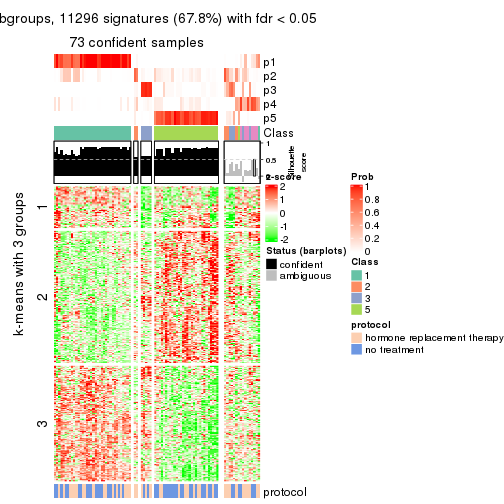 bgroups, 11296 signatures (67.8%) with fdr < 0.05
73 confident samples
p1
p2
p3
p4
p5
Class
1
0.5
0
Silhouette
score
k-means with 3 groups
1
2
3
z-score
2
1
0
-1
-2
Status (barplots)
confident
ambiguous
Prob
1
0.8
0.6
0.4
0.2
0
Class
1
2
3
5
protocol
hormone replacement therapy
no treatment
protocol